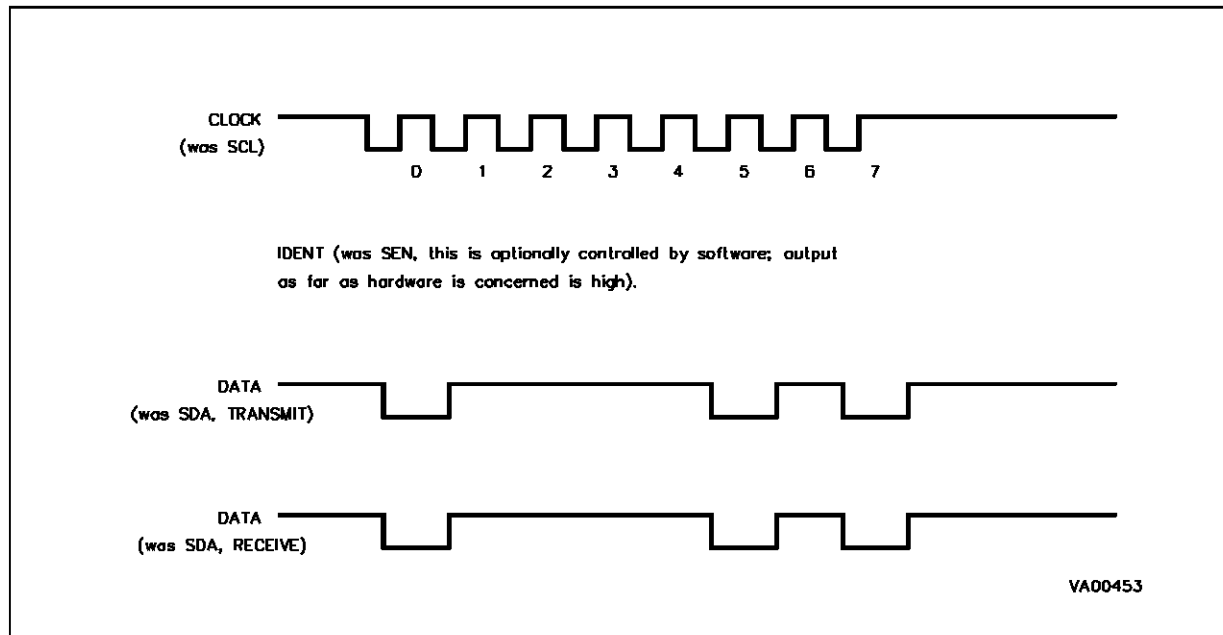 CLOCK
(was SCL)
0 1 2 3 4 5 6 7
IDENT (was SEN, this is optionally controlled by software; output
as far as hardware is concerned is high).
DATA
(was SDA, TRANSMIT)
DATA
(was SDA, RECEIVE)
VA00453